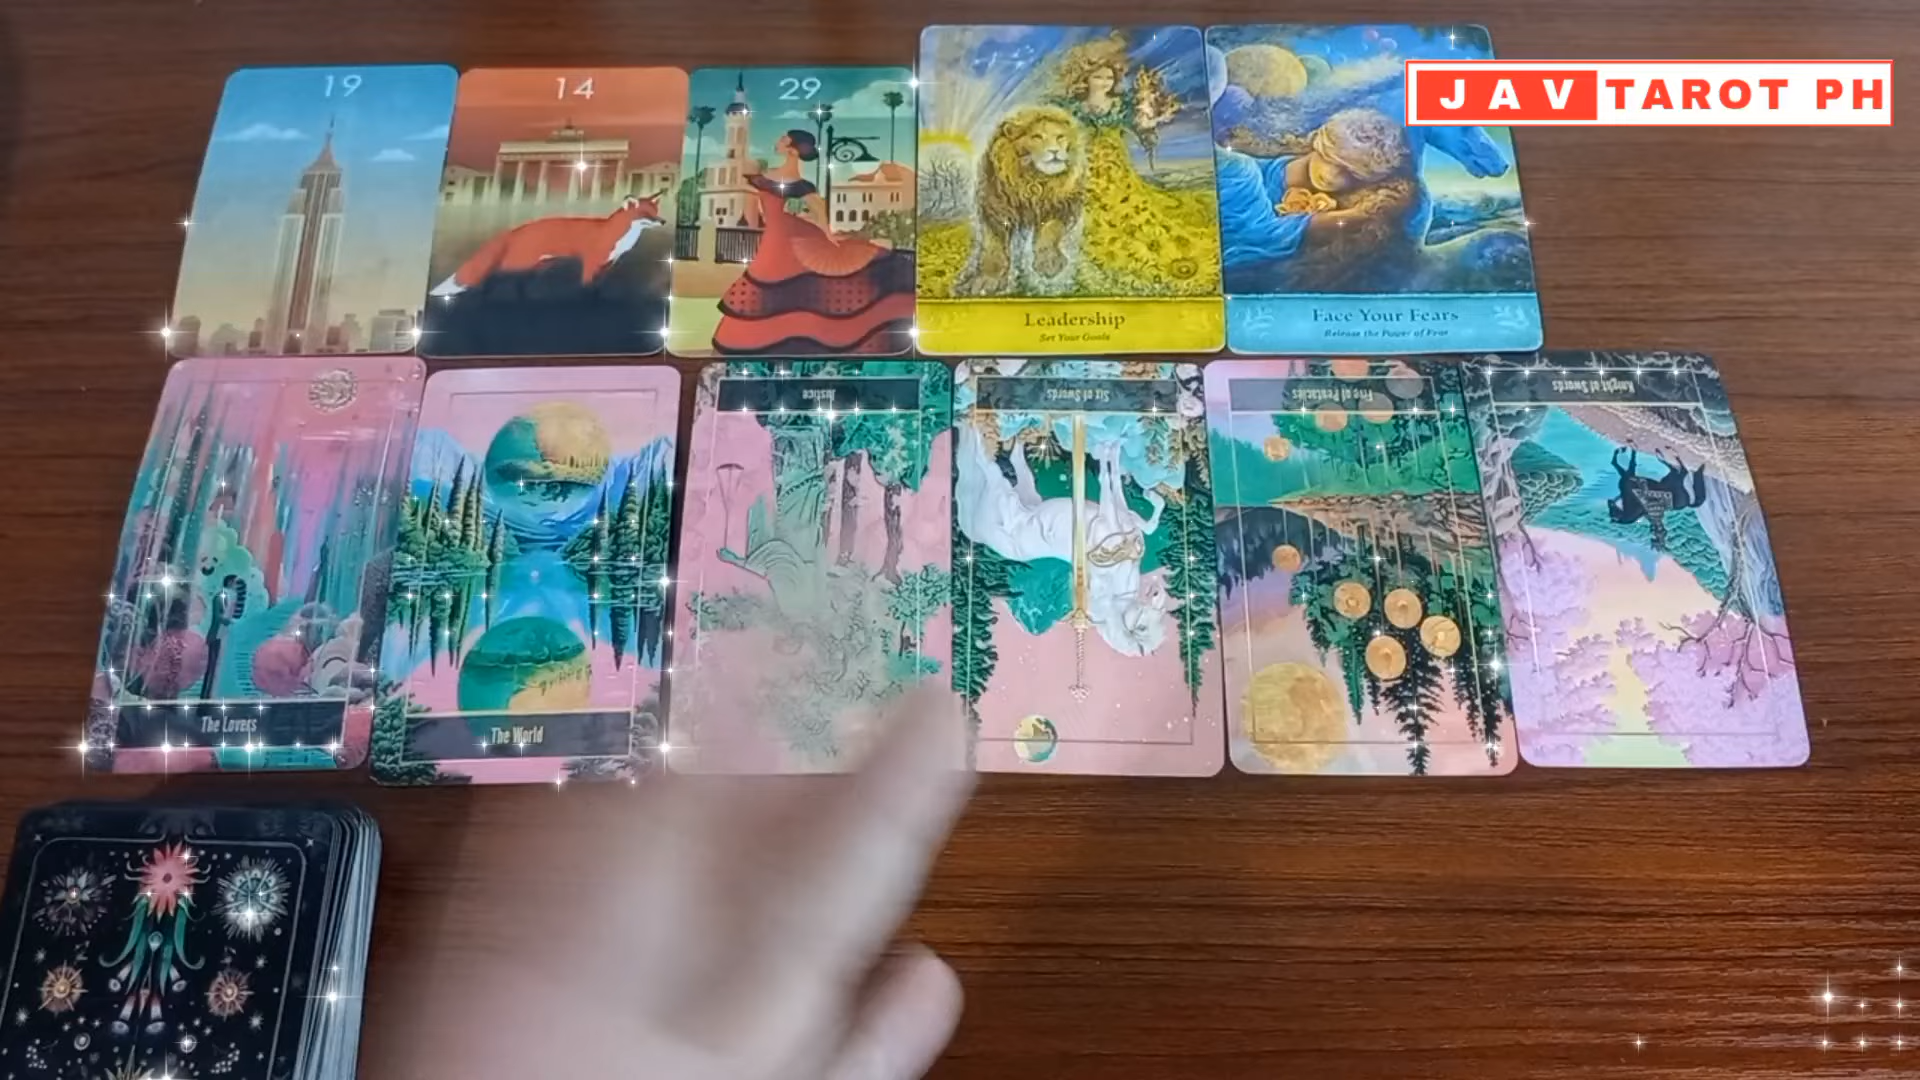 19
14
29
JAV TAROT PH
Leadership
Set Your Goals
Face Your Fears
Release the Power of Fear
Justice
Six of Swords
Five of Pentacles
Knight of Swords
The Lovers
The World